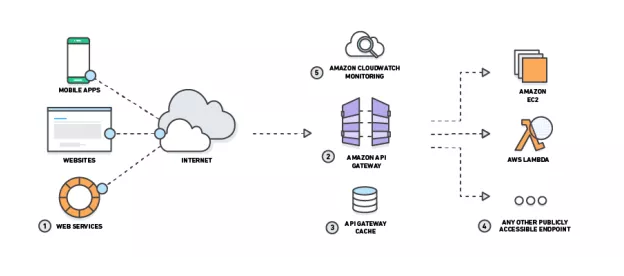 MOBILE APPS
WEBSITES
1 WEB SERVICES
INTERNET
5 AMAZON CLOUDWATCH
MONITORING
2 AMAZON API
GATEWAY
3 API GATEWAY
CACHE
AMAZON
EC2
AWS LAMBDA
4 ANY OTHER PUBLICLY
ACCESSIBLE ENDPOINT